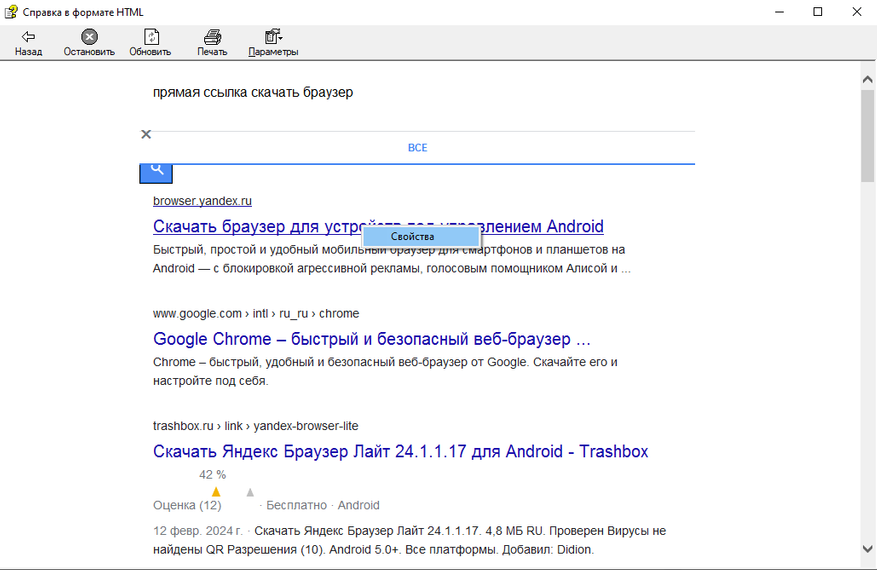 Справка в формате HTML
Назад Остановить Обновить Печать Параметры
прямая ссылка скачать браузер
ВСЕ
browser.yandex.ru
Скачать браузер для устройств под управлением Android
Свойства
Быстрый, простой и удобный мобильный браузер для смартфонов и планшетов на
Android — с блокировкой агрессивной рекламы, голосовым помощником Алисой и ...
www.google.com › intl › ru_ru › chrome
Google Chrome – быстрый и безопасный веб-браузер ...
Chrome – быстрый, удобный и безопасный веб-браузер от Google. Скачайте его и
настройте под себя.
trashbox.ru › link › yandex-browser-lite
Скачать Яндекс Браузер Лайт 24.1.1.17 для Android - Trashbox
42 %
Оценка (12) · Бесплатно · Android
12 февр. 2024 г. · Скачать Яндекс Браузер Лайт 24.1.1.17. 4,8 МБ RU. Проверен Вирусы не
найдены QR Разрешения (10). Android 5.0+. Все платформы. Добавил: Didion.